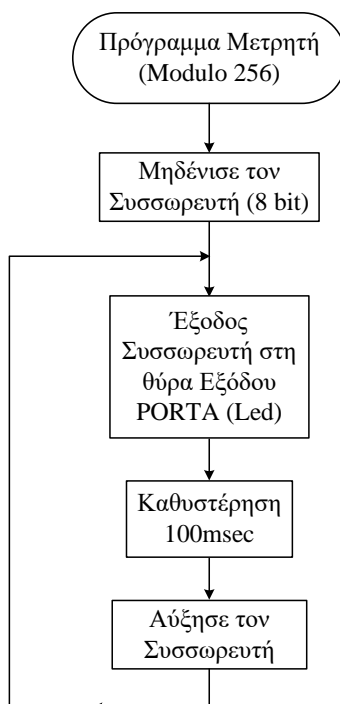 Πρόγραμμα Μετρητή
(Modulo 256)
Μηδένισε τον
Συσσωρευτή (8 bit)
Έξοδος
Συσσωρευτή στη
θύρα Εξόδου
PORTA (Led)
Καθυστέρηση
100msec
Αύξησε τον
Συσσωρευτή